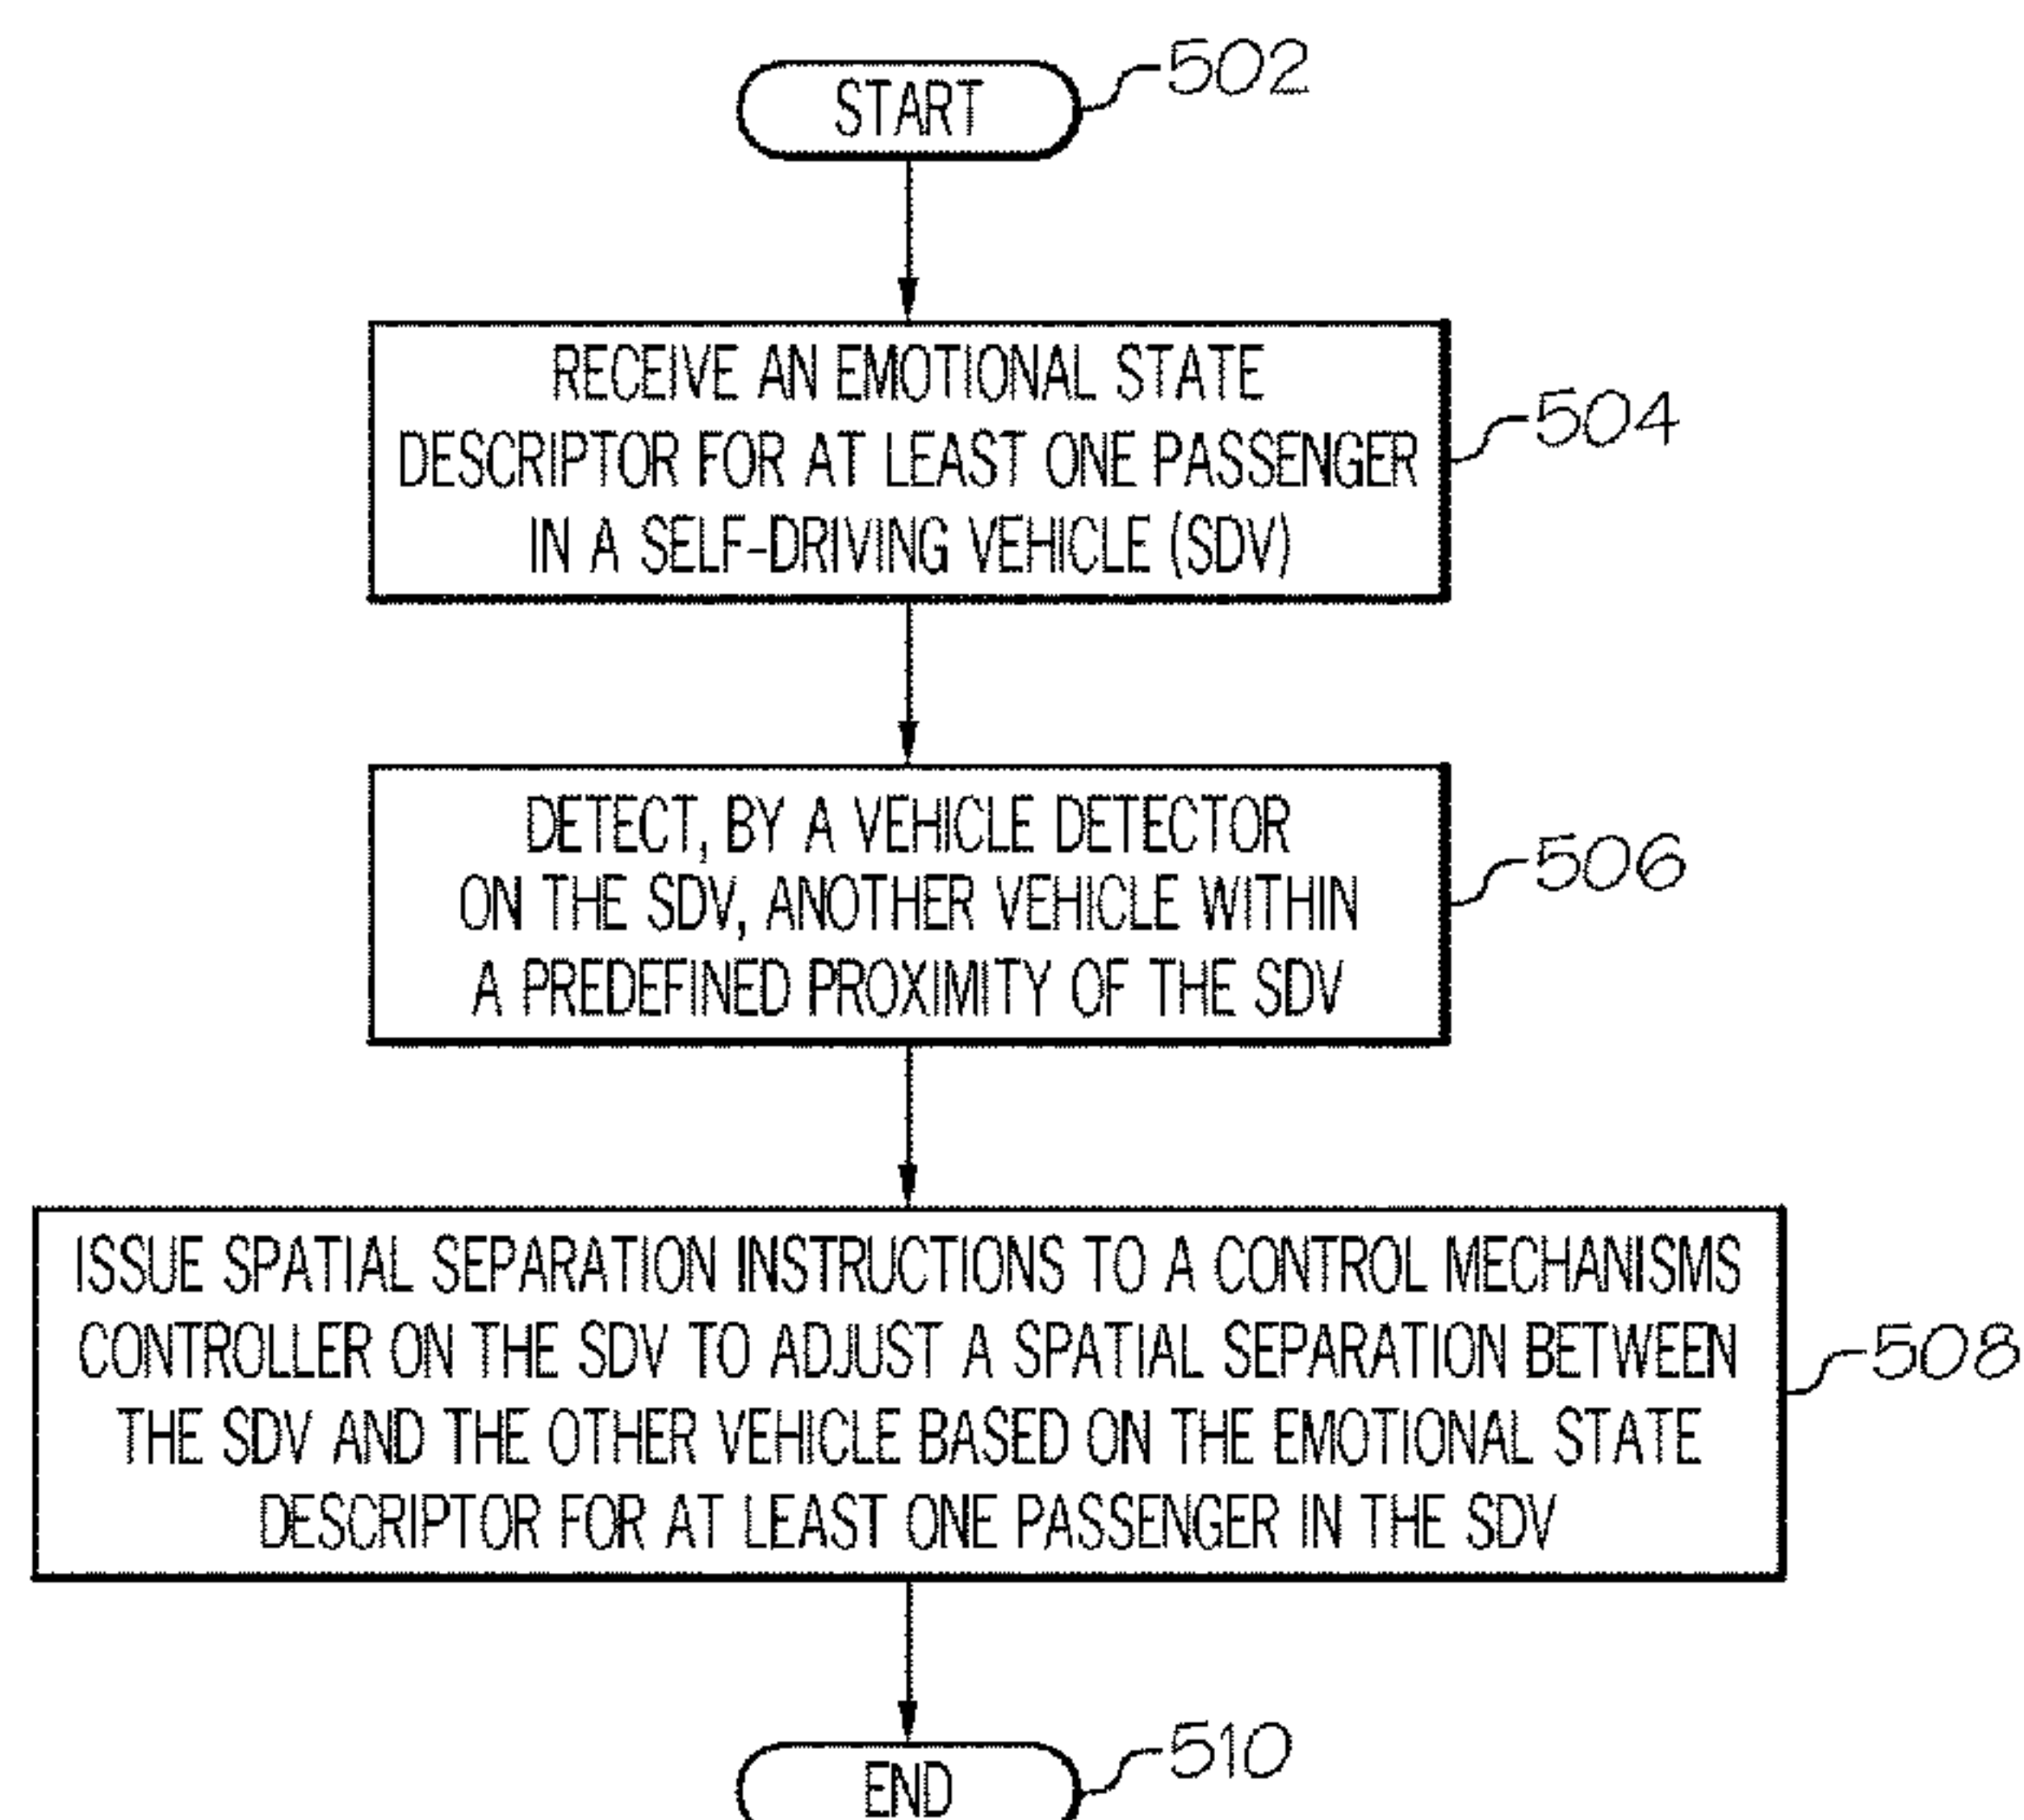 START
502
RECEIVE AN EMOTIONAL STATE
DESCRIPTOR FOR AT LEAST ONE PASSENGER
IN A SELF-DRIVING VEHICLE (SDV)
504
DETECT, BY A VEHICLE DETECTOR
ON THE SDV, ANOTHER VEHICLE WITHIN
A PREDEFINED PROXIMITY OF THE SDV
506
ISSUE SPATIAL SEPARATION INSTRUCTIONS TO A CONTROL MECHANISMS
CONTROLLER ON THE SDV TO ADJUST A SPATIAL SEPARATION BETWEEN
THE SDV AND THE OTHER VEHICLE BASED ON THE EMOTIONAL STATE
DESCRIPTOR FOR AT LEAST ONE PASSENGER IN THE SDV
508
END
510